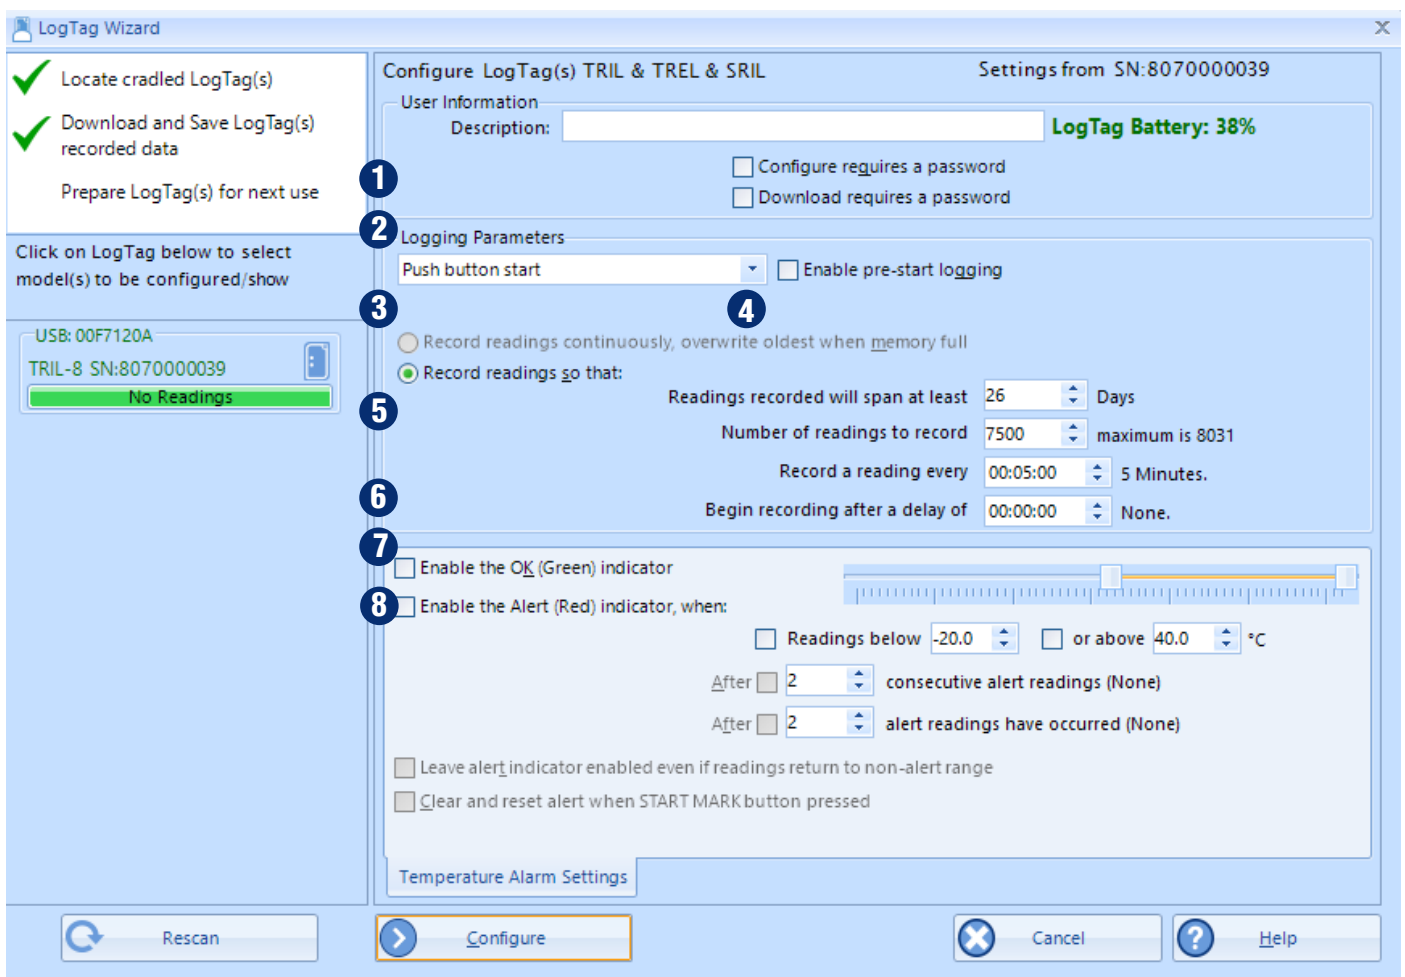 LogTag Wizard
X
Locate cradled LogTag(s)
Download and Save LogTag(s)
recorded data
Prepare LogTag(s) for next use
Click on LogTag below to select
model(s) to be configured/show
USB: 00F7120A
TRIL-8 SN:8070000039
No Readings
Configure LogTag(s) TRIL & TREL & SRIL
Settings from SN:8070000039
User Information
Description:
LogTag Battery: 38%
1
Configure requires a password
Download requires a password
2
Logging Parameters
Push button start
Enable pre-start logging
3
4
Record readings continuously, overwrite oldest when memory full
Record readings so that:
5
Readings recorded will span at least 26 Days
Number of readings to record 7500 maximum is 8031
Record a reading every 00:05:00 5 Minutes.
6
Begin recording after a delay of 00:00:00 None.
7
Enable the OK (Green) indicator
8
Enable the Alert (Red) indicator, when:
Readings below -20.0 or above 40.0 °C
After 2 consecutive alert readings (None)
After 2 alert readings have occurred (None)
Leave alert indicator enabled even if readings return to non-alert range
Clear and reset alert when START MARK button pressed
Temperature Alarm Settings
Rescan
Configure
Cancel
Help